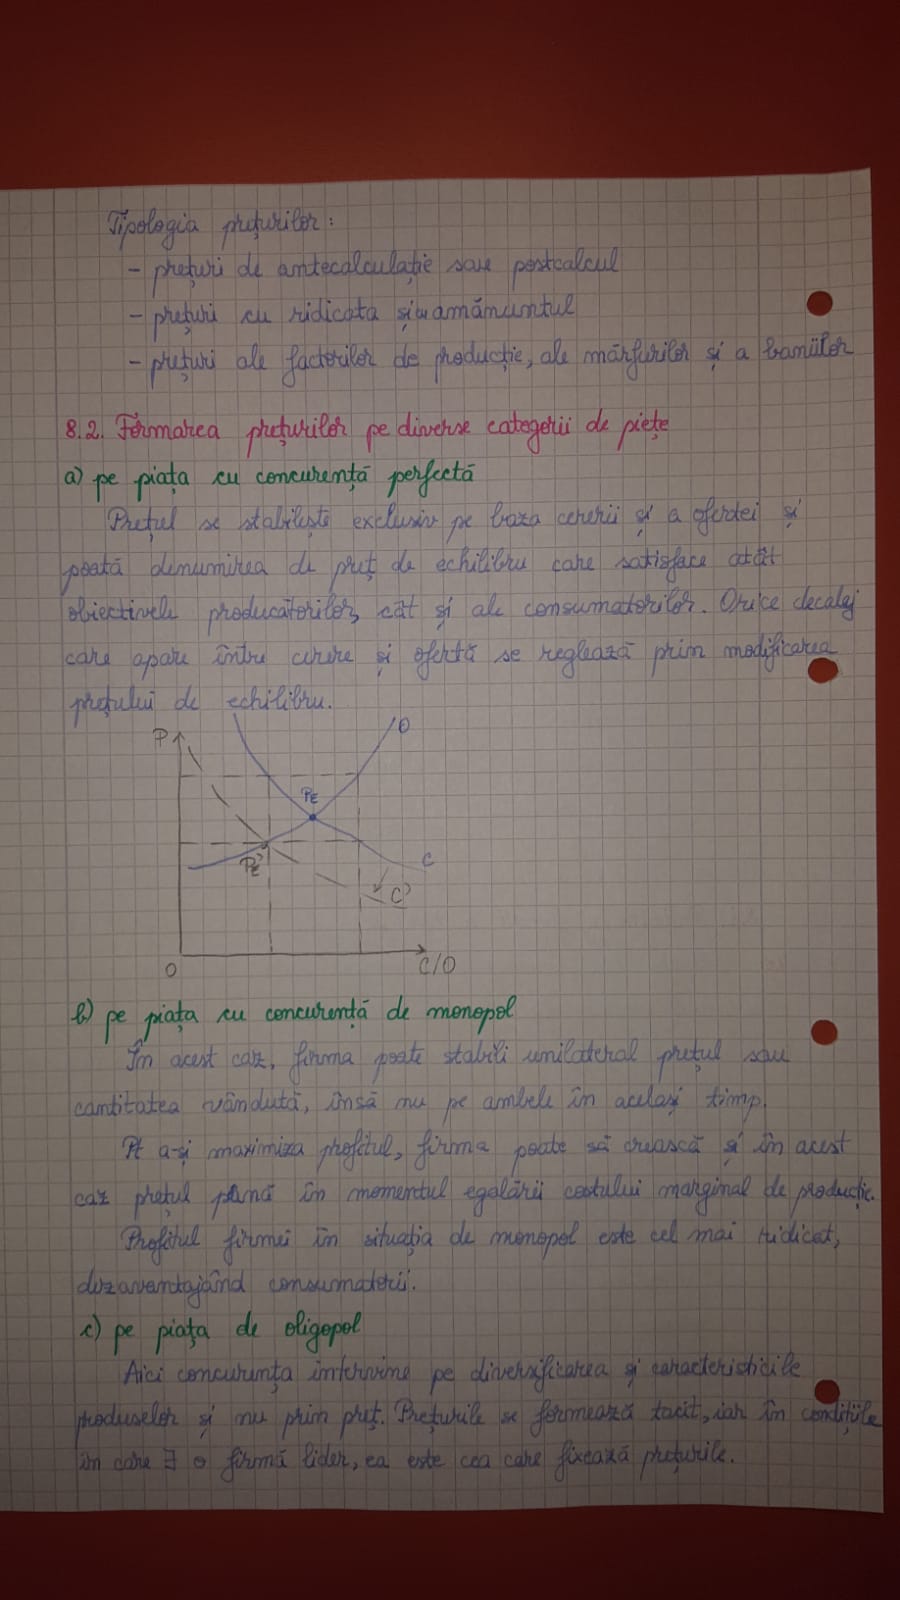 Tipologia prețurilor:
- prețuri de antecalculație sau postcalcul
- prețuri cu ridicata și cu amănuntul
- prețuri ale factorilor de producție, ale mărfurilor și a banilor
8.2. Formarea prețurilor pe diverse categorii de piețe
a) pe piața cu concurență perfectă
Prețul se stabilește exclusiv pe baza cererii și a ofertei și
poată denumirea de preț de echilibru care satisface atât
obiectivele producătorilor, cât și ale consumatorilor. Orice decalaj
care apare între cerere și ofertă se reglează prin modificarea
prețului de echilibru.
P
O
PE
PE'
(C')
C
O
C/O
b) pe piața cu concurență de monopol
În acest caz, firma poate stabili unilateral prețul sau
cantitatea vândută, însă nu pe ambele în același timp.
Pt a-și maximiza profitul, firma poate să crească și în acest
caz prețul până în momentul egalării costului marginal de producție.
Profitul firmei în situația de monopol este cel mai ridicat,
dezavantajând consumatorii.
c) pe piața de oligopol
Aici concurența intervine pe diversificarea și caracteristicile
produselor și nu prin preț. Prețurile se formează tacit, iar în condițiile
în care ∃ o firmă lider, ea este cea care fixează prețurile.